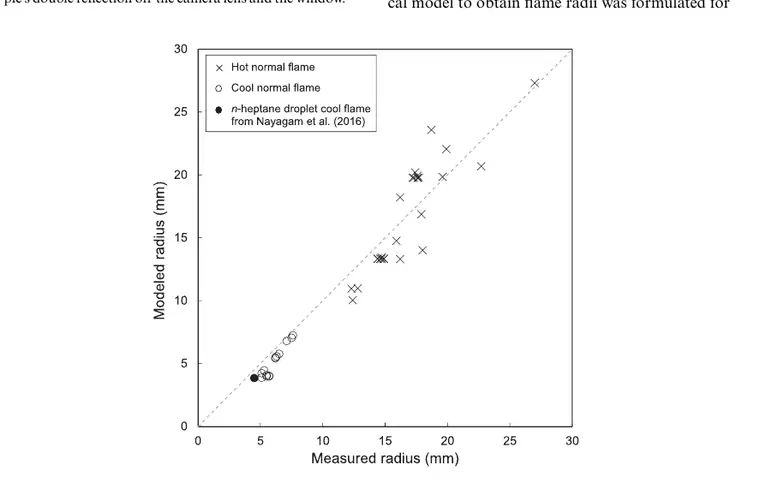 ple's double reflection off the camera lens and the window.
cal model to obtain flame radii was formulated for
30
25
20
15
10
5
0
Modeled radius (mm)
Hot normal flame
Cool normal flame
n-heptane droplet cool flame
from Nayagam et al. (2016)
0 5 10 15 20 25 30
Measured radius (mm)